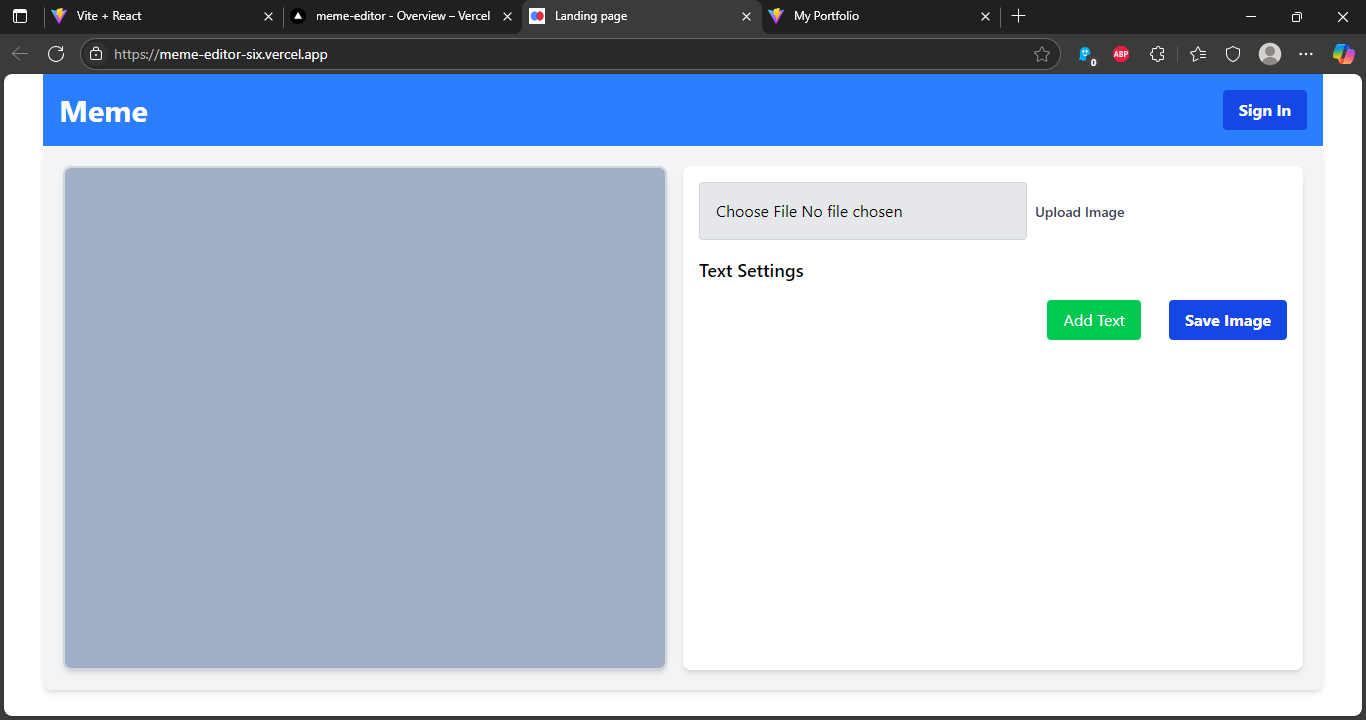 Vite + React
meme-editor - Overview – Vercel
Landing page
My Portfolio
https://meme-editor-six.vercel.app
0
ABP
Meme
Sign In
Choose File No file chosen
Upload Image
Text Settings
Add Text
Save Image